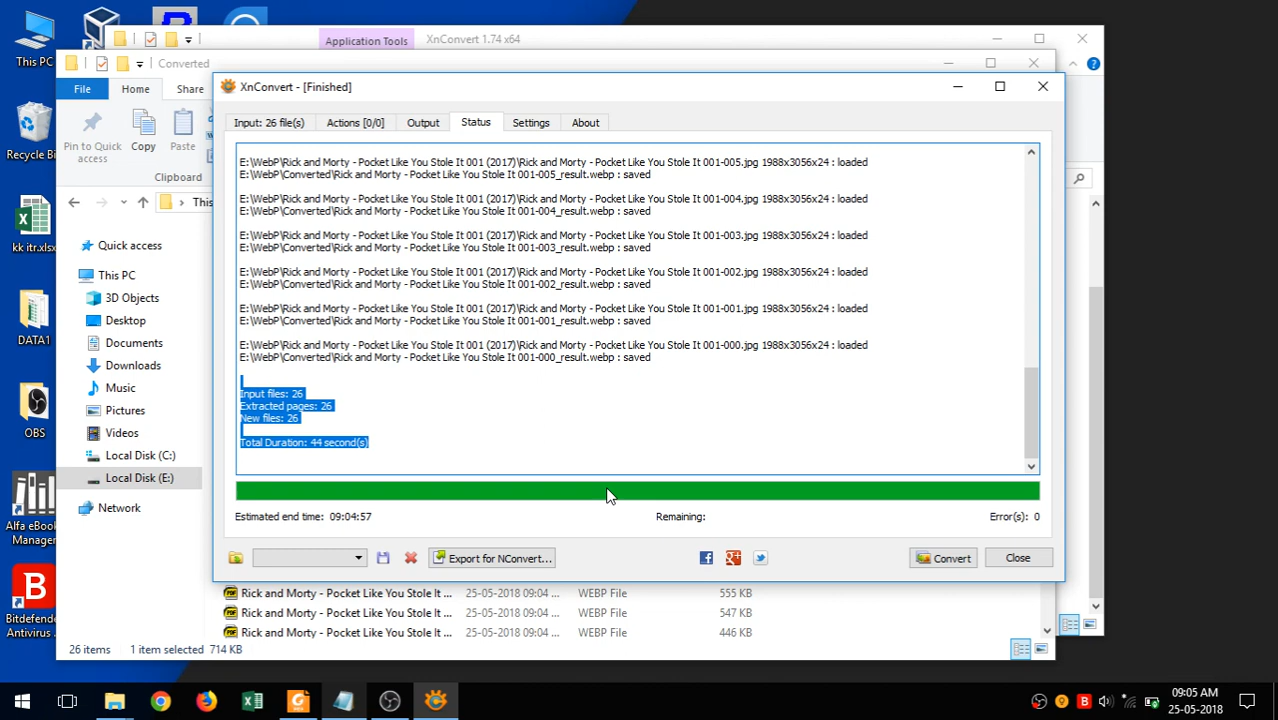 This PC
Recycle Bi
kk itr.xlsx
DATA1
OBS
Alfa eBook
Manager
Bitdefende
Antivirus ...
Application Tools
XnConvert 1.74 x64
Converted
File
Home
Share
Pin to Quick
access
Copy
Paste
Clipboard
This
Quick access
This PC
3D Objects
Desktop
Documents
Downloads
Music
Pictures
Videos
Local Disk (C:)
Local Disk (E:)
Network
XnConvert - [Finished]
Input: 26 file(s)
Actions [0/0]
Output
Status
Settings
About
E:\WebP\Rick and Morty - Pocket Like You Stole It 001 (2017)\Rick and Morty - Pocket Like You Stole It 001-005.jpg 1988x3056x24 : loaded
E:\WebP\Converted\Rick and Morty - Pocket Like You Stole It 001-005_result.webp : saved
E:\WebP\Rick and Morty - Pocket Like You Stole It 001 (2017)\Rick and Morty - Pocket Like You Stole It 001-004.jpg 1988x3056x24 : loaded
E:\WebP\Converted\Rick and Morty - Pocket Like You Stole It 001-004_result.webp : saved
E:\WebP\Rick and Morty - Pocket Like You Stole It 001 (2017)\Rick and Morty - Pocket Like You Stole It 001-003.jpg 1988x3056x24 : loaded
E:\WebP\Converted\Rick and Morty - Pocket Like You Stole It 001-003_result.webp : saved
E:\WebP\Rick and Morty - Pocket Like You Stole It 001 (2017)\Rick and Morty - Pocket Like You Stole It 001-002.jpg 1988x3056x24 : loaded
E:\WebP\Converted\Rick and Morty - Pocket Like You Stole It 001-002_result.webp : saved
E:\WebP\Rick and Morty - Pocket Like You Stole It 001 (2017)\Rick and Morty - Pocket Like You Stole It 001-001.jpg 1988x3056x24 : loaded
E:\WebP\Converted\Rick and Morty - Pocket Like You Stole It 001-001_result.webp : saved
E:\WebP\Rick and Morty - Pocket Like You Stole It 001 (2017)\Rick and Morty - Pocket Like You Stole It 001-000.jpg 1988x3056x24 : loaded
E:\WebP\Converted\Rick and Morty - Pocket Like You Stole It 001-000_result.webp : saved
Input files: 26
Extracted pages: 26
New files: 26
Total Duration: 44 second(s)
Estimated end time: 09:04:57
Remaining:
Error(s): 0
Export for NConvert...
Convert
Close
Rick and Morty - Pocket Like You Stole It ... 25-05-2018 09:04 ... WEBP File 555 KB
Rick and Morty - Pocket Like You Stole It ... 25-05-2018 09:04 ... WEBP File 547 KB
Rick and Morty - Pocket Like You Stole It ... 25-05-2018 09:04 ... WEBP File 446 KB
26 items
1 item selected 714 KB
09:05 AM
25-05-2018